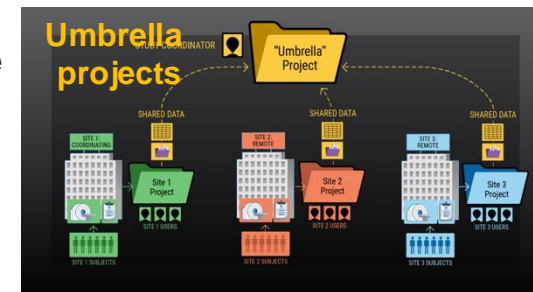 Umbrella
projects
STUDY COORDINATOR
"Umbrella"
Project
SHARED DATA
SHARED DATA
SHARED DATA
SITE 1:
COORDINATING
SITE 2:
REMOTE
SITE 3:
REMOTE
Site 1
Project
Site 2
Project
Site 3
Project
SITE 1 USERS
SITE 2 USERS
SITE 3 USERS
SITE 1 SUBJECTS
SITE 2 SUBJECTS
SITE 3 SUBJECTS